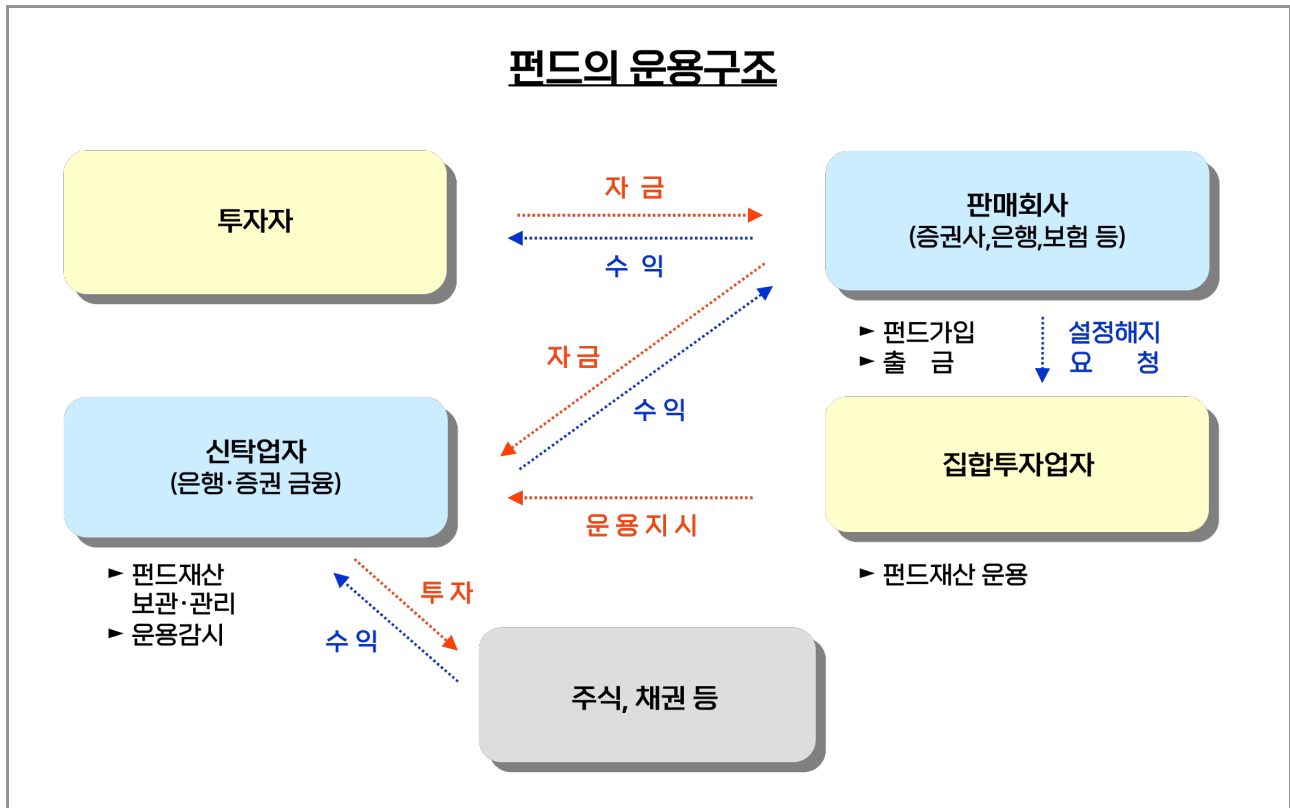 펀드의 운용구조
투자자
자 금
수 익
판매회사
(증권사,은행,보험 등)
► 펀드가입
► 출 금
설정해지
요 청
자 금
수 익
신탁업자
(은행·증권 금융)
집합투자업자
운 용 지 시
► 펀드재산
보관·관리
► 운용감시
► 펀드재산 운용
투 자
수 익
주식, 채권 등